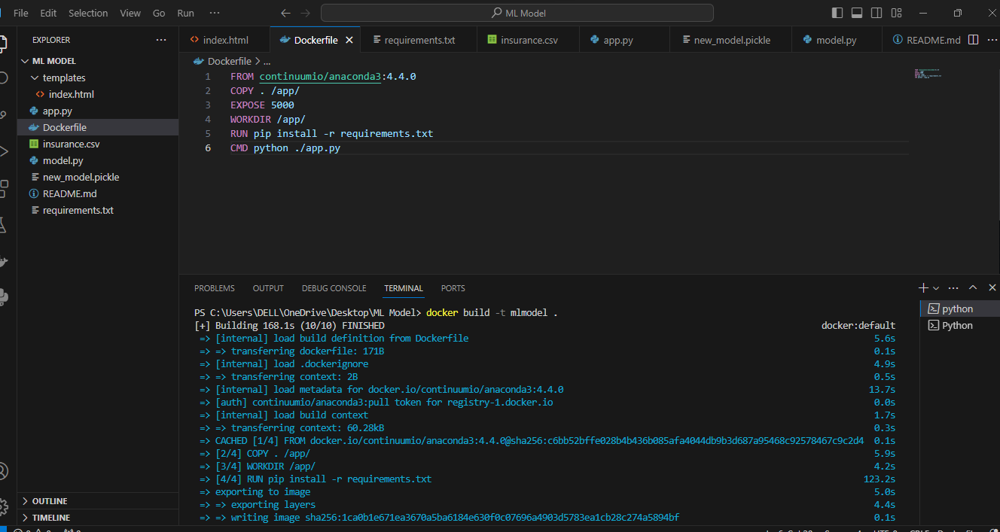 File Edit Selection View Go Run ··· ML Model
EXPLORER ···
ML MODEL
templates
index.html
app.py
Dockerfile
insurance.csv
model.py
new_model.pickle
README.md
requirements.txt
OUTLINE
TIMELINE
index.html Dockerfile requirements.txt insurance.csv app.py new_model.pickle model.py README.md ···
Dockerfile > ...
1 FROM continuumio/anaconda3:4.4.0
2 COPY . /app/
3 EXPOSE 5000
4 WORKDIR /app/
5 RUN pip install -r requirements.txt
6 CMD python ./app.py
PROBLEMS OUTPUT DEBUG CONSOLE TERMINAL PORTS
PS C:\Users\DELL\OneDrive\Desktop\ML Model> docker build -t mlmodel .
[+] Building 168.1s (10/10) FINISHED docker:default
=> [internal] load build definition from Dockerfile 5.6s
=> => transferring dockerfile: 171B 0.1s
=> [internal] load .dockerignore 4.9s
=> => transferring context: 2B 0.5s
=> [internal] load metadata for docker.io/continuumio/anaconda3:4.4.0 13.7s
=> [auth] continuumio/anaconda3:pull token for registry-1.docker.io 0.0s
=> [internal] load build context 1.7s
=> => transferring context: 60.28kB 0.3s
=> CACHED [1/4] FROM docker.io/continuumio/anaconda3:4.4.0@sha256:c6bb52bffe028b4b436b085afa4044db9b3d687a95468c92578467c9c2d4 0.1s
=> [2/4] COPY . /app/ 5.9s
=> [3/4] WORKDIR /app/ 4.2s
=> [4/4] RUN pip install -r requirements.txt 123.2s
=> exporting to image 5.0s
=> => exporting layers 4.4s
=> => writing image sha256:1ca0b1e671ea3670a5ba6184e630f0c07696a4903d5783ea1cb28c274a5894bf 0.1s
python
Python